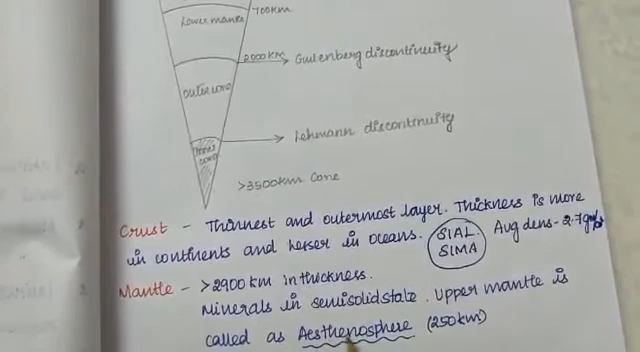 700KM
Lower mantle
2900KM
Gutenberg discontinuity
outer core
Lehmann discontinuity
Inner core
>3500KM Core
Crust - Thinnest and outermost layer. Thickness is more
in continents and lesser in oceans. SIAL SIMA Avg dens - 2.7g
Mantle - >2900 km in thickness.
Minerals in semisolid state. Upper mantle is
called as Aesthenosphere (250km)